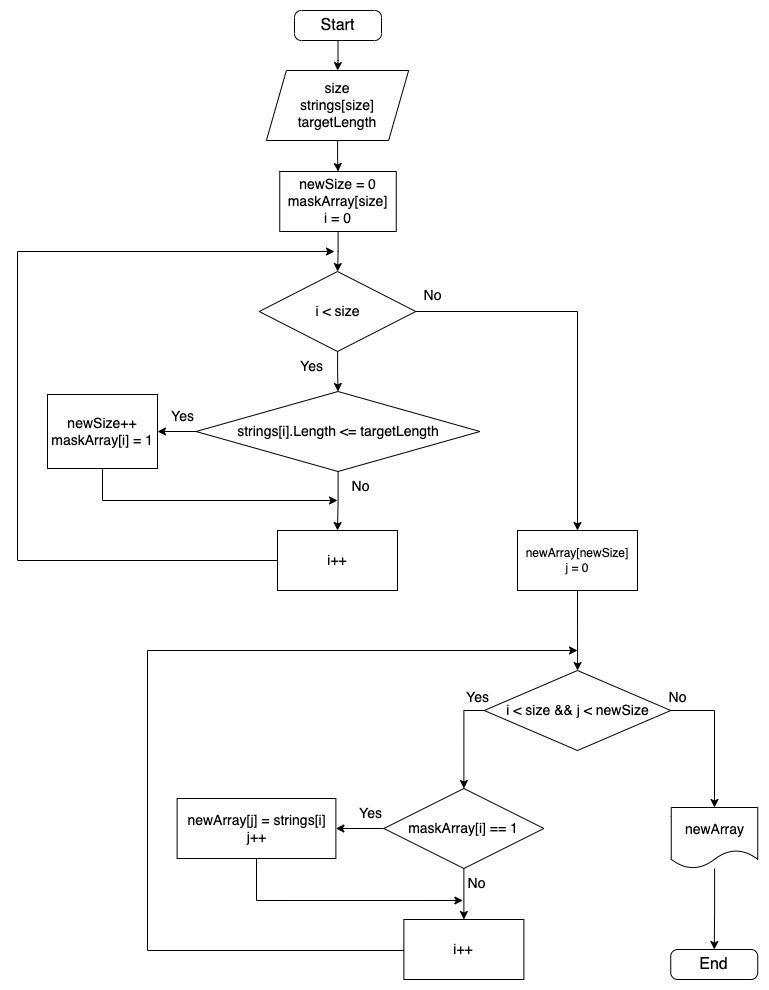 Start
size
strings[size]
targetLength
newSize = 0
maskArray[size]
i = 0
i < size
No
Yes
strings[i].Length <= targetLength
Yes
newSize++
maskArray[i] = 1
No
i++
newArray[newSize]
j = 0
i < size && j < newSize
Yes
No
maskArray[i] == 1
Yes
newArray[j] = strings[i]
j++
newArray
No
i++
End